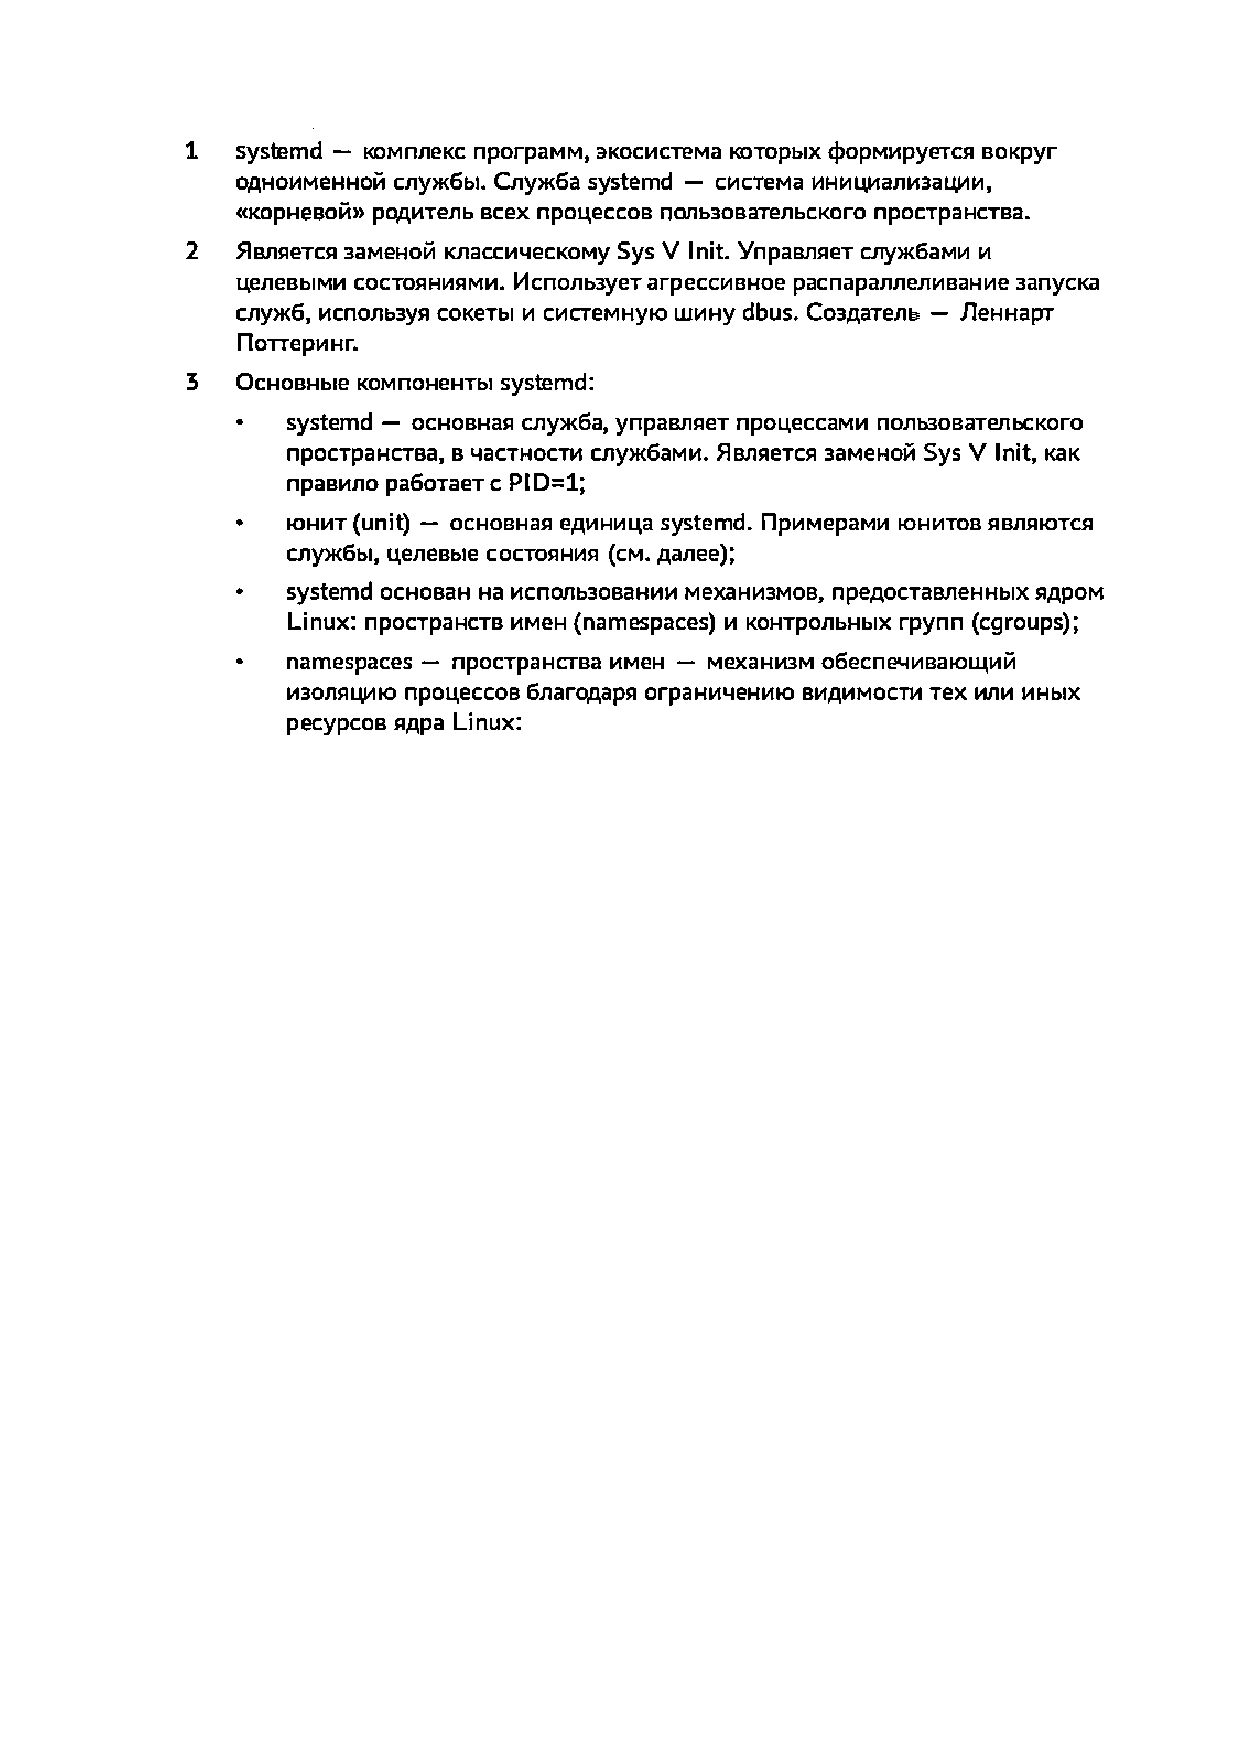 1 systemd — комплекс программ, экосистема которых формируется вокруг
одноименной службы. Служба systemd — система инициализации,
«корневой» родитель всех процессов пользовательского пространства.
2 Является заменой классическому Sys V Init. Управляет службами и
целевыми состояниями. Использует агрессивное распараллеливание запуска
служб, используя сокеты и системную шину dbus. Создатель — Леннарт
Поттеринг.
3 Основные компоненты systemd:
• systemd — основная служба, управляет процессами пользовательского
пространства, в частности службами. Является заменой Sys V Init, как
правило работает с PID=1;
• юнит (unit) — основная единица systemd. Примерами юнитов являются
службы, целевые состояния (см. далее);
• systemd основан на использовании механизмов, предоставленных ядром
Linux: пространств имен (namespaces) и контрольных групп (cgroups);
• namespaces — пространства имен — механизм обеспечивающий
изоляцию процессов благодаря ограничению видимости тех или иных
ресурсов ядра Linux: